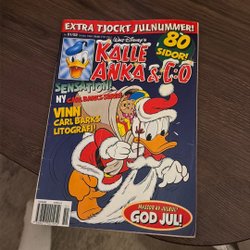 EXTRA TJOCKT JULNUMMER!
WALT DISNEY'S
KALLE
ANKA & C:O
80
SIDOR!
SENSATION!
NY CARL BARKS-SERIE!
VINN
CARL BARKS
LITOGRAFI!
GOD JUL!